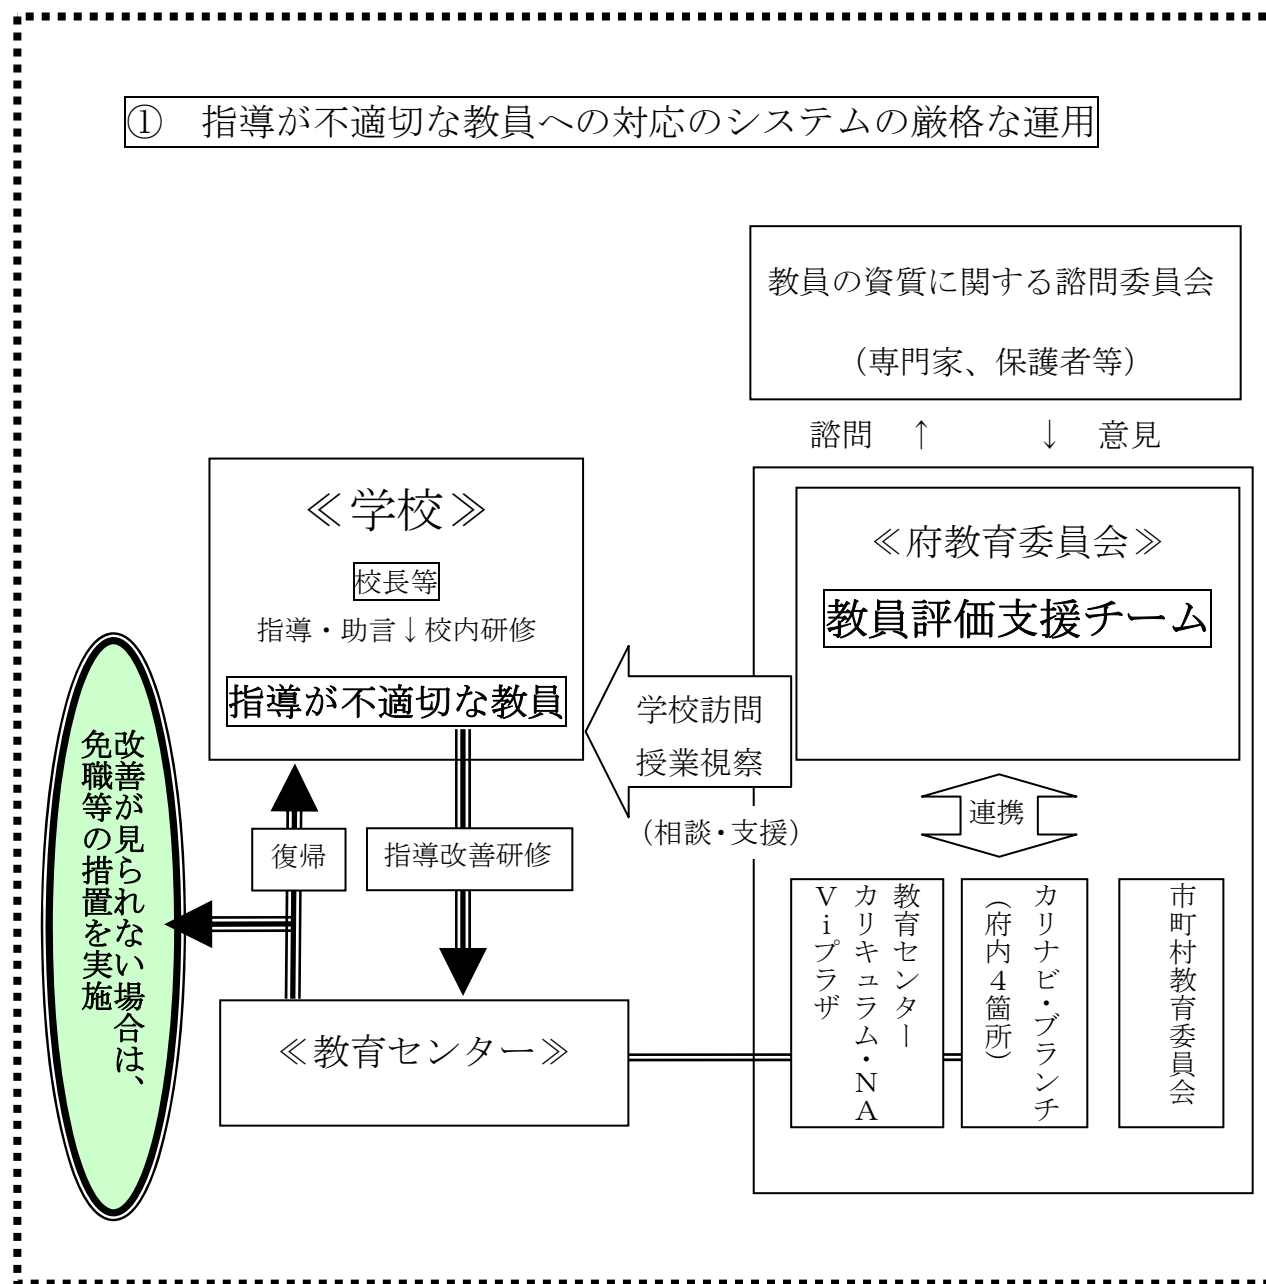 ① 指導が不適切な教員への対応のシステムの厳格な運用
教員の資質に関する諮問委員会
（専門家、保護者等）
諮問 ↑ ↓ 意見
≪学校≫
校長等
指導・助言↓校内研修
指導が不適切な教員
≪府教育委員会≫
教員評価支援チーム
学校訪問
授業視察
（相談・支援）
連携
復帰
指導改善研修
改善が見られない場合は、
免職等の措置を実施
≪教育センター≫
教育センター
カリキュラム・ＮＡ
Ｖｉプラザ
カリナビ・ブランチ
（府内４箇所）
市町村教育委員会